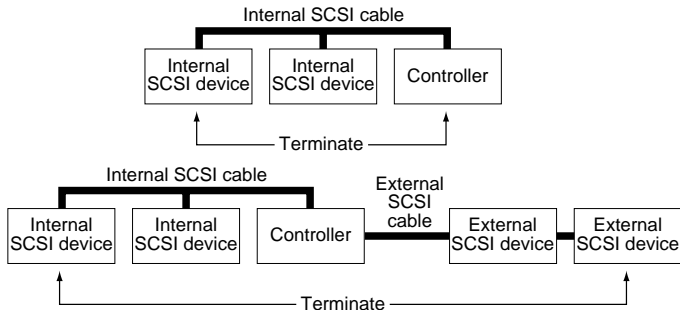 Internal SCSI cable
Internal
SCSI device
Internal
SCSI device
Controller
Terminate
Internal SCSI cable
External
SCSI
cable
Internal
SCSI device
Internal
SCSI device
Controller
External
SCSI device
External
SCSI device
Terminate